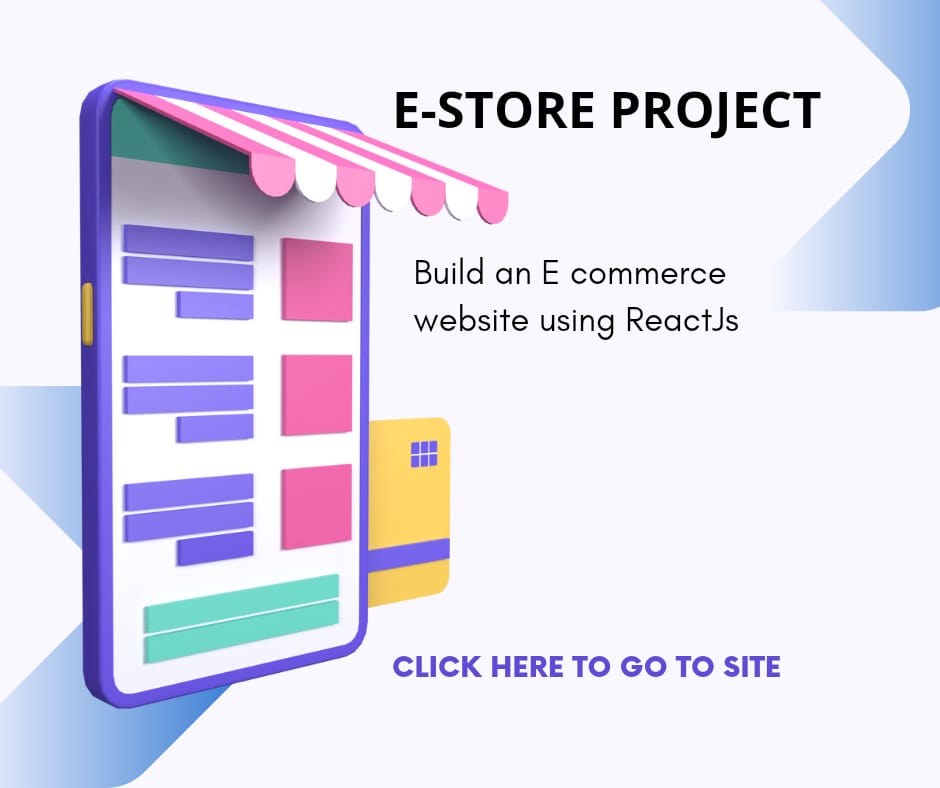 E-STORE PROJECT
Build an E commerce
website using ReactJs
CLICK HERE TO GO TO SITE